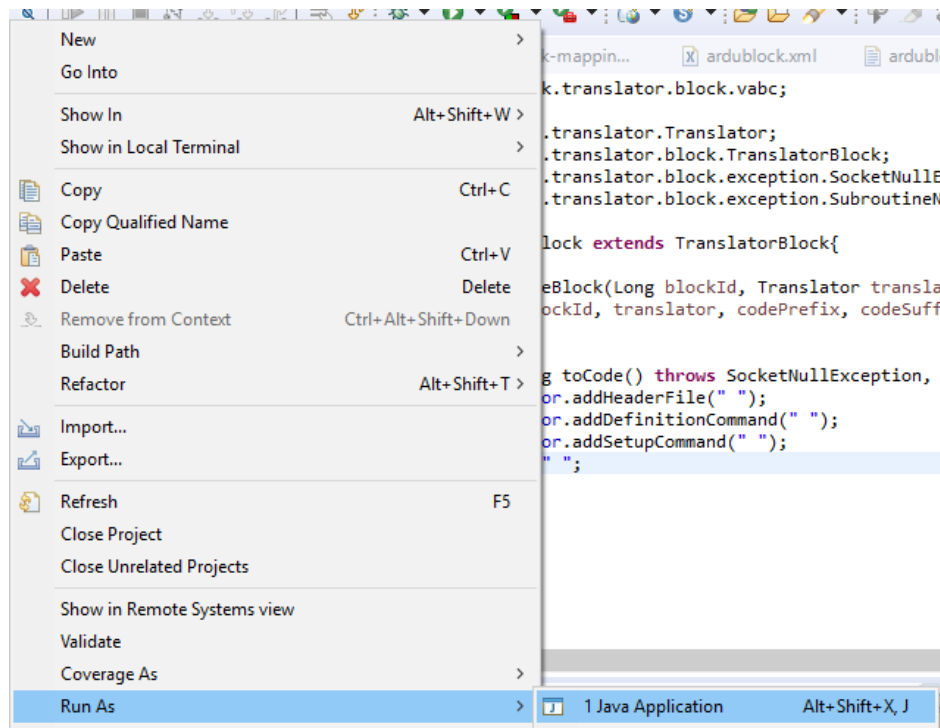 New
Go Into
Show In Alt+Shift+W
Show in Local Terminal
Copy Ctrl+C
Copy Qualified Name
Paste Ctrl+V
Delete Delete
Remove from Context Ctrl+Alt+Shift+Down
Build Path
Refactor Alt+Shift+T
Import...
Export...
Refresh F5
Close Project
Close Unrelated Projects
Show in Remote Systems view
Validate
Coverage As
Run As
1 Java Application Alt+Shift+X, J
k-mappin... ardublock.xml ardubl
k.translator.block.vabc;
.translator.Translator;
.translator.block.TranslatorBlock;
.translator.block.exception.SocketNullE
.translator.block.exception.SubroutineN
lock extends TranslatorBlock{
eBlock(Long blockId, Translator transla
ockId, translator, codePrefix, codeSuff
g toCode() throws SocketNullException,
or.addHeaderFile(" ");
or.addDefinitionCommand(" ");
or.addSetupCommand(" ");
" ";